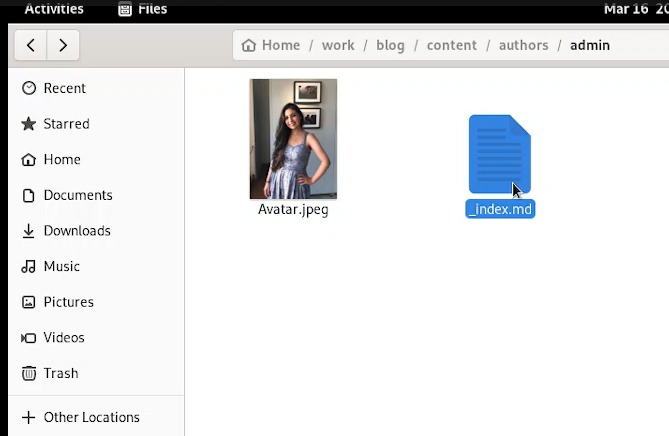 Activities Files Mar 16
Home / work / blog / content / authors / admin
Recent
Starred
Home
Documents
Downloads
Music
Pictures
Videos
Trash
Other Locations
Avatar.jpeg
_index.md